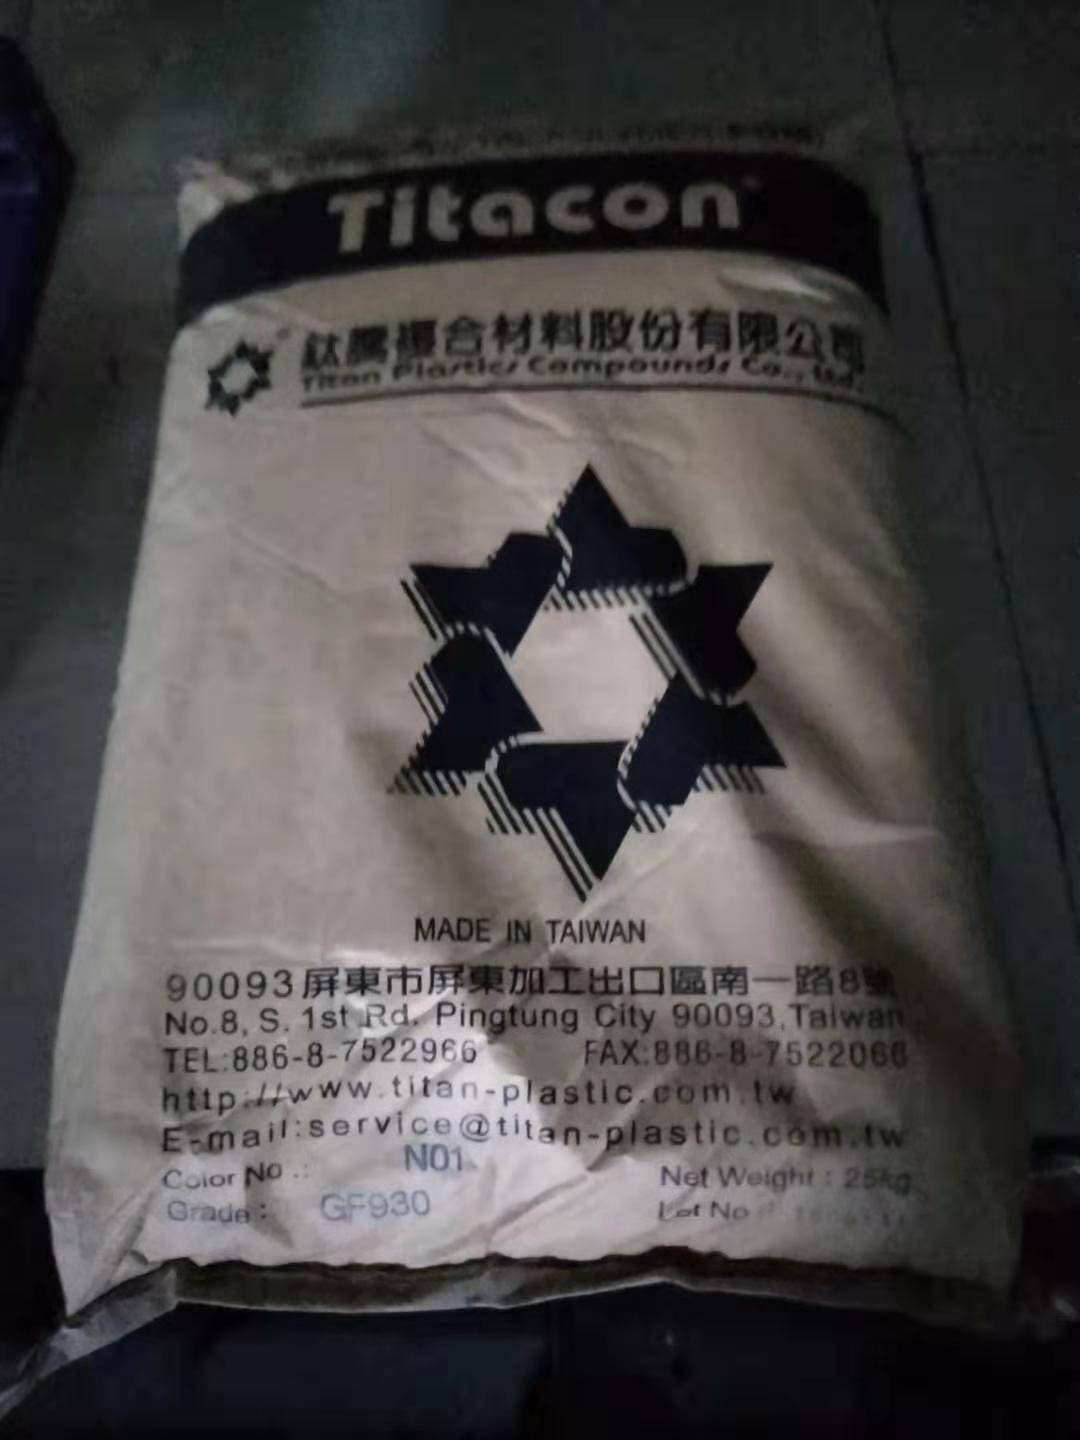 Titacon
鈦騰複合材料股份有限公司
Titan Plastics Compounds Co., Ltd.
MADE IN TAIWAN
90093屏東市屏東加工出口區南一路8號
No.8, S. 1st Rd. Pingtung City 90093,Taiwan
TEL:886-8-7522966 FAX:886-8-7522066
http://www.titan-plastic.com.tw
E-mail:service@titan-plastic.com.tw
Color No.: N01
Net Weight : 25kg
Grade : GF930
Lot No